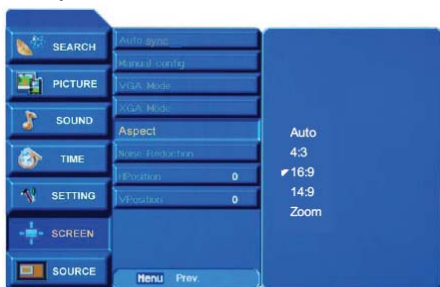 SEARCH
PICTURE
SOUND
TIME
SETTING
SCREEN
SOURCE
Auto sync
Manual config
VGA Mode
XGA Mode
Aspect
Noise Reduction
HPosition 0
VPosition 0
Menu Prev.
Auto
4:3
16:9
14:9
Zoom